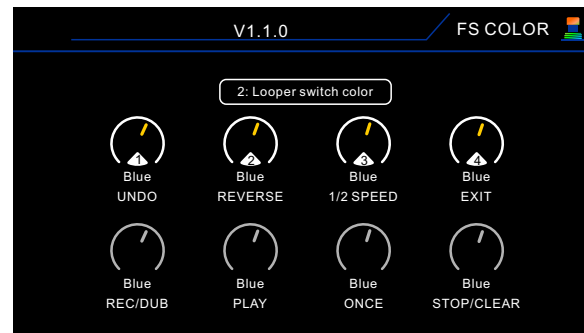 V1.1.0
FS COLOR
2: Looper switch color
1 2 3 4
Blue Blue Blue Blue
UNDO REVERSE 1/2 SPEED EXIT
Blue Blue Blue Blue
REC/DUB PLAY ONCE STOP/CLEAR